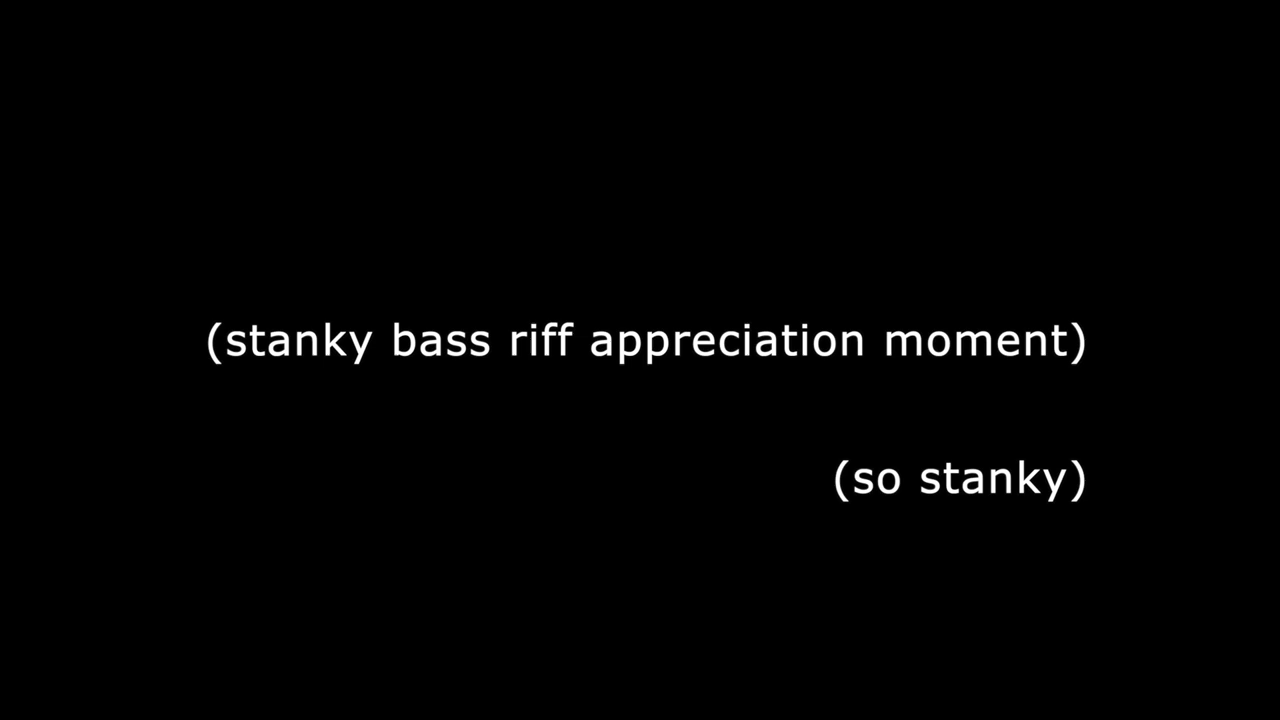 (stanky bass riff appreciation moment)
(so stanky)